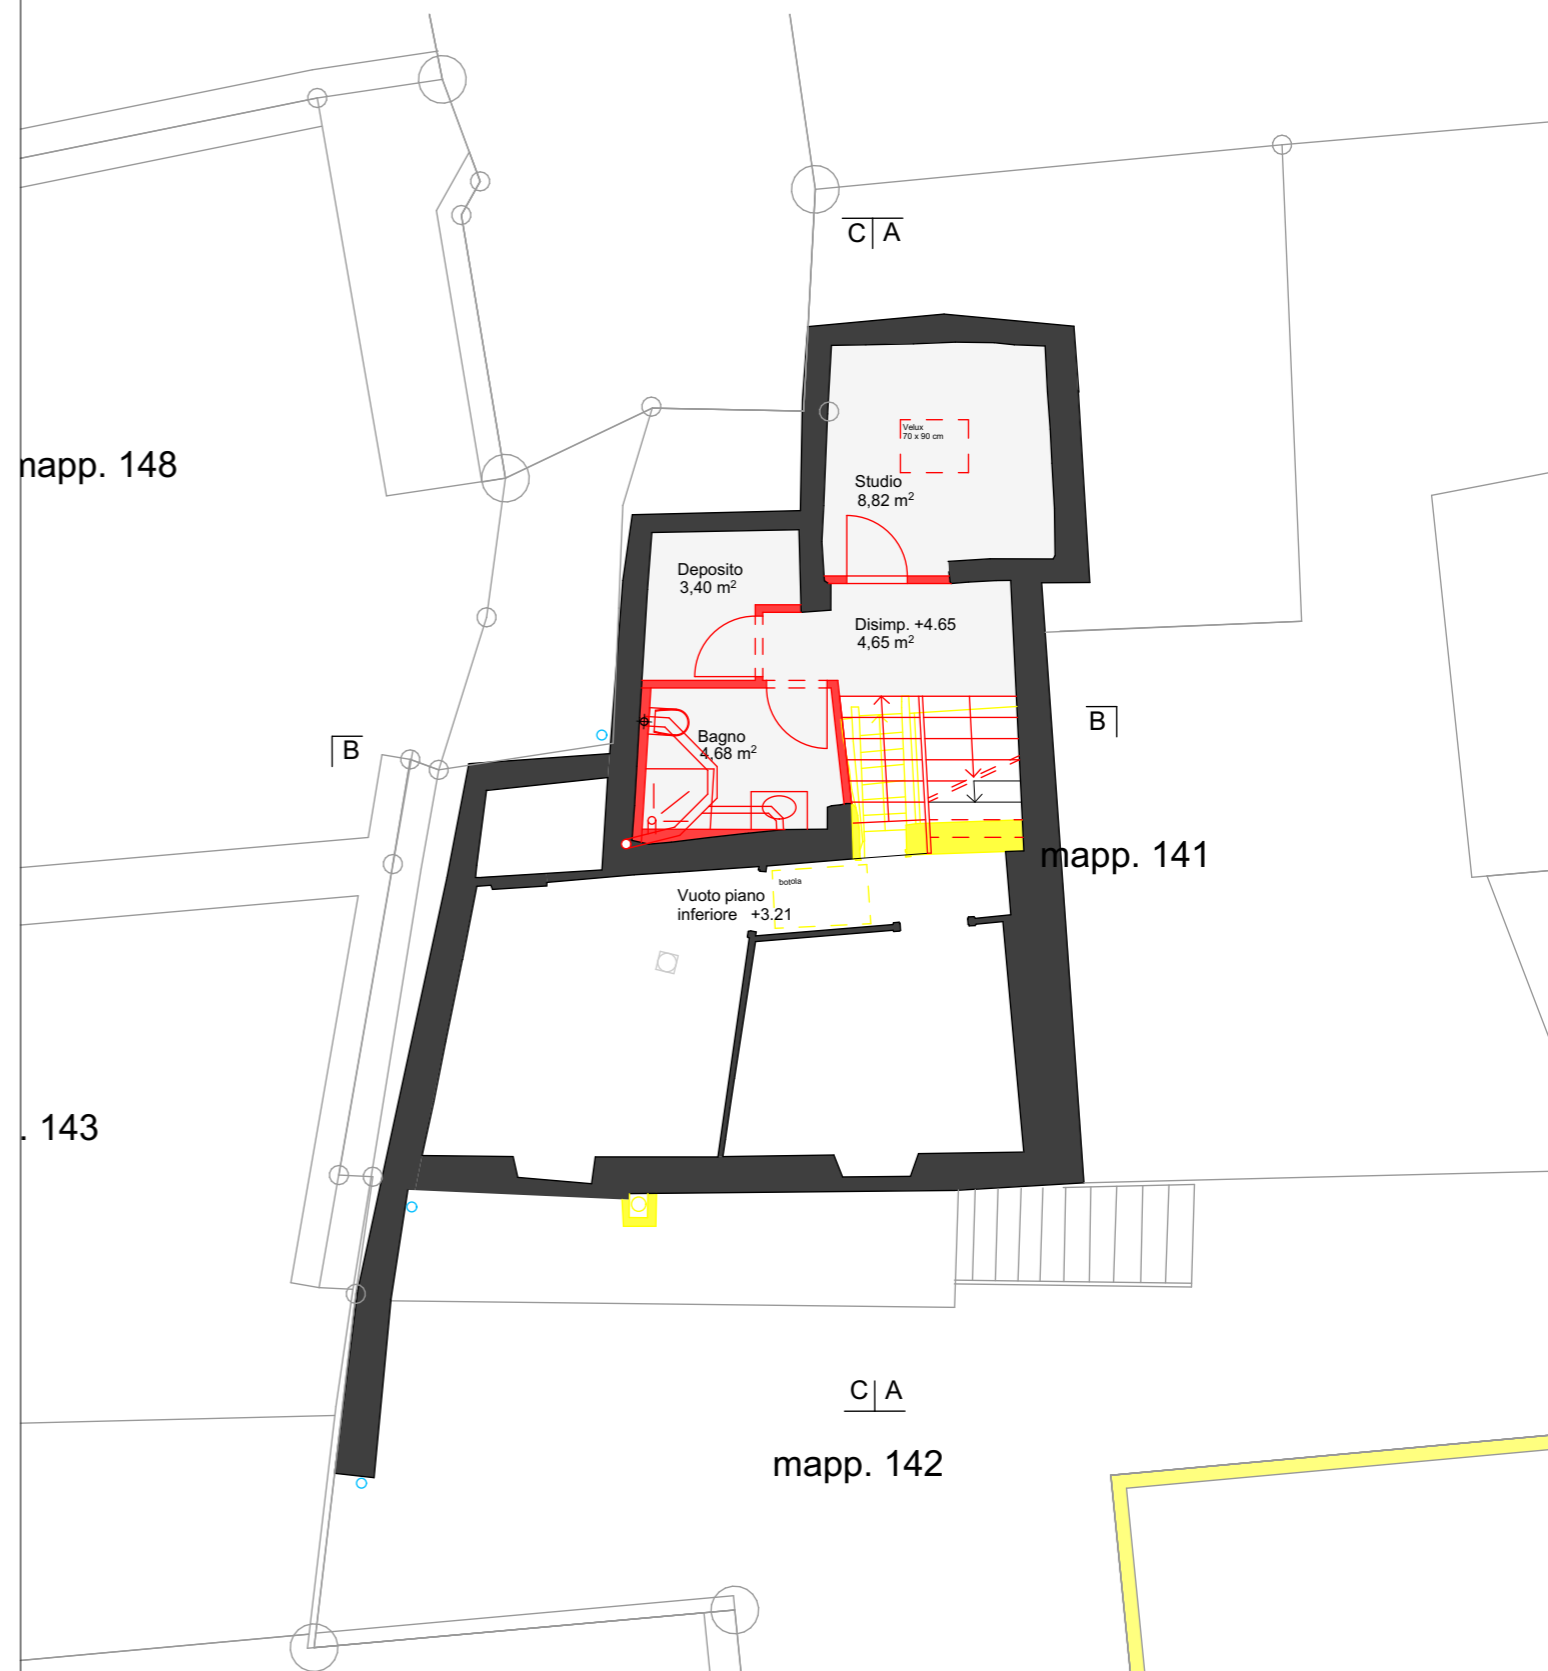 C A
mapp. 148
Velux
70 x 90 cm
Studio
8,82 m²
Deposito
3,40 m²
Disimp. +4.65
4,65 m²
B
B
Bagno
4,68 m²
mapp. 141
botola
Vuoto piano
inferiore +3.21
. 143
C A
mapp. 142